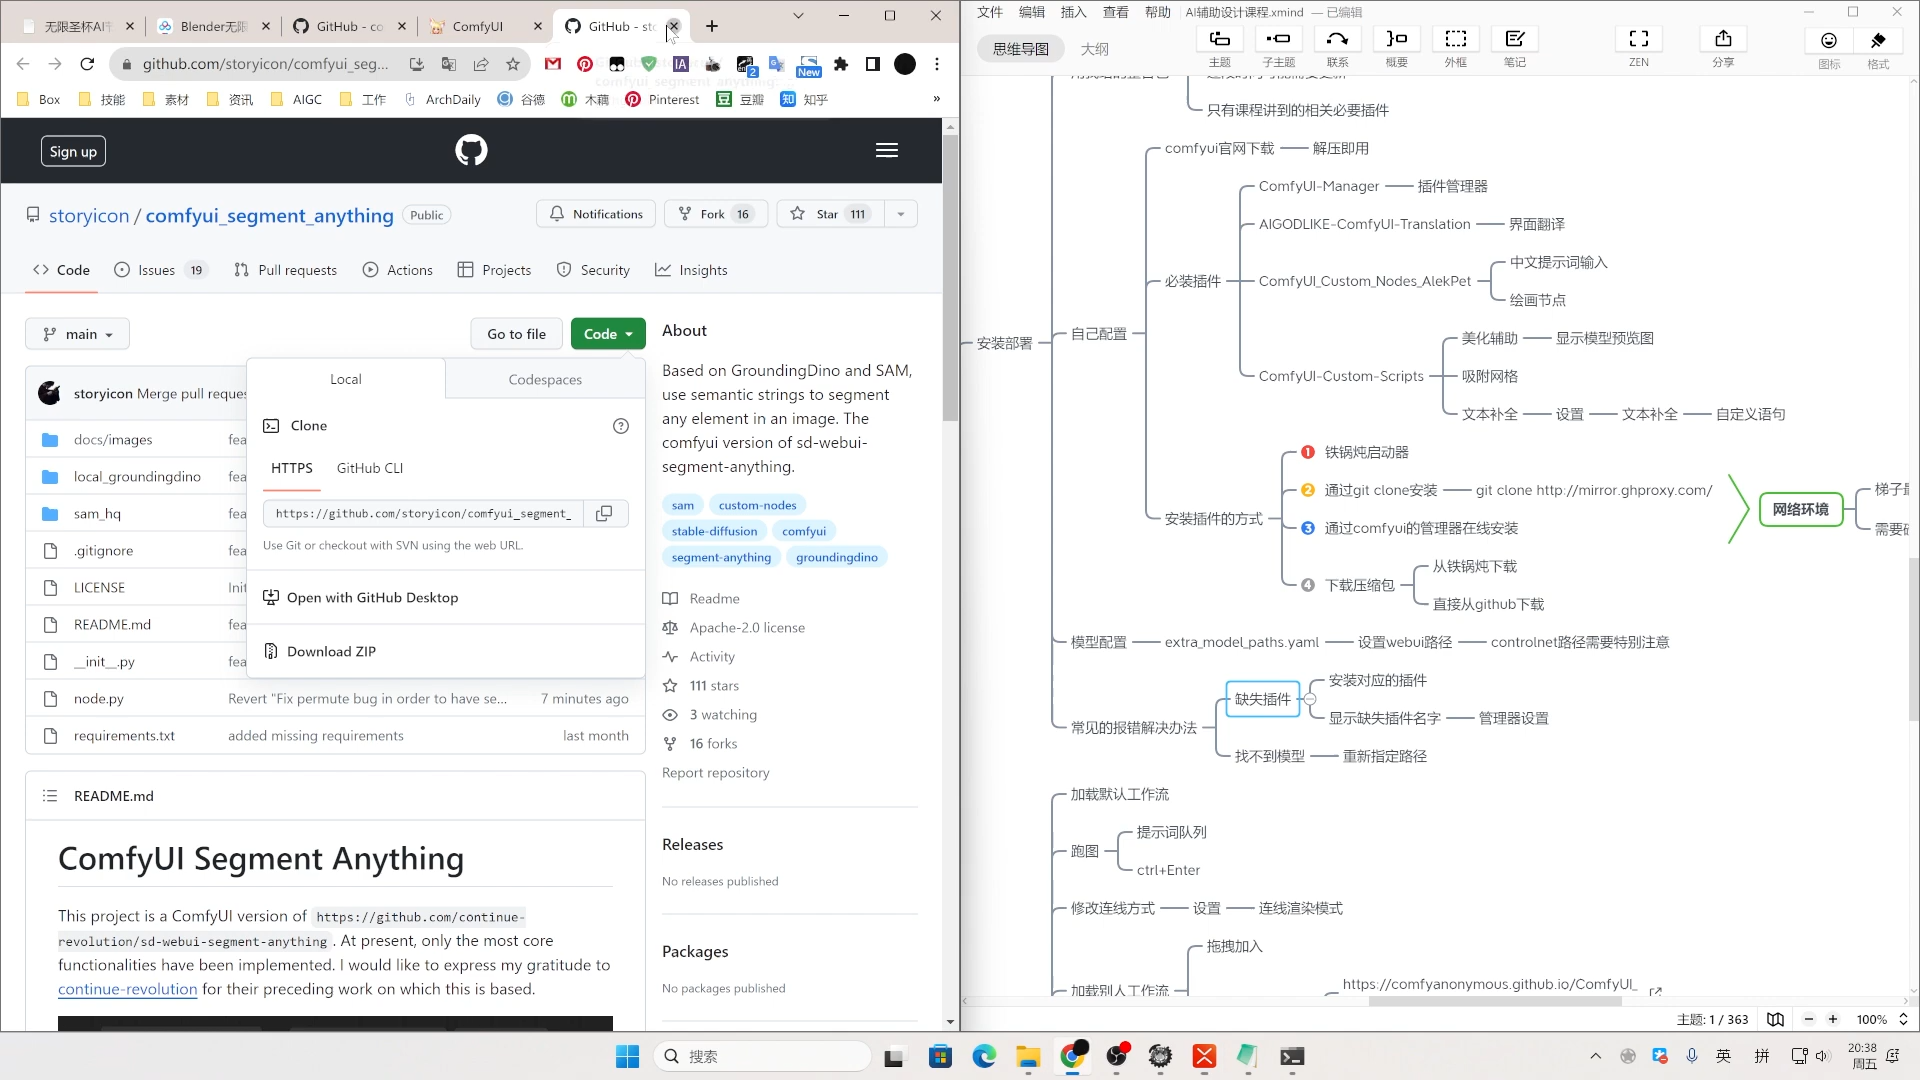 无限圣杯AI节
Blender无限
GitHub - co
ComfyUI
GitHub - sto
github.com/storyicon/comfyui_seg...
2
New
Box
技能
素材
资讯
AIGC
工作
ArchDaily
谷德
木藕
Pinterest
豆瓣
知乎
»
Sign up
storyicon / comfyui_segment_anything
Public
Notifications
Fork 16
Star 111
Code
Issues 19
Pull requests
Actions
Projects
Security
Insights
main
Go to file
Code
storyicon Merge pull reques
docs/images
fea
local_groundingdino
fea
sam_hq
fea
.gitignore
fea
LICENSE
Init
README.md
fea
__init__.py
fea
node.py
Revert "Fix permute bug in order to have se...
7 minutes ago
requirements.txt
added missing requirements
last month
Local
Codespaces
Clone
HTTPS
GitHub CLI
https://github.com/storyicon/comfyui_segment_
Use Git or checkout with SVN using the web URL.
Open with GitHub Desktop
Download ZIP
README.md
ComfyUI Segment Anything
This project is a ComfyUI version of https://github.com/continue-
revolution/sd-webui-segment-anything . At present, only the most core
functionalities have been implemented. I would like to express my gratitude to
continue-revolution for their preceding work on which this is based.
About
Based on GroundingDino and SAM,
use semantic strings to segment
any element in an image. The
comfyui version of sd-webui-
segment-anything.
sam
custom-nodes
stable-diffusion
comfyui
segment-anything
groundingdino
Readme
Apache-2.0 license
Activity
111 stars
3 watching
16 forks
Report repository
Releases
No releases published
Packages
No packages published
文件
编辑
插入
查看
帮助
AI辅助设计课程.xmind — 已编辑
思维导图
大纲
主题
子主题
联系
概要
外框
笔记
ZEN
分享
图标
格式
只有课程讲到的相关必要插件
comfyui官网下载
解压即用
ComfyUI-Manager
插件管理器
AIGODLIKE-ComfyUI-Translation
界面翻译
中文提示词输入
必装插件
ComfyUI_Custom_Nodes_AlekPet
绘画节点
安装部署
自己配置
美化辅助
显示模型预览图
ComfyUI-Custom-Scripts
吸附网格
文本补全
设置
文本补全
自定义语句
1 铁锅炖启动器
2 通过git clone安装
git clone http://mirror.ghproxy.com/
网络环境
安装插件的方式
3 通过comfyui的管理器在线安装
从铁锅炖下载
4 下载压缩包
直接从github下载
模型配置
extra_model_paths.yaml
设置webui路径
controlnet路径需要特别注意
安装对应的插件
缺失插件
显示缺失插件名字
管理器设置
常见的报错解决办法
找不到模型
重新指定路径
加载默认工作流
提示词队列
跑图
ctrl+Enter
修改连线方式
设置
连线渲染模式
拖拽加入
加载别人工作流
https://comfyanonymous.github.io/ComfyUI_
主题: 1 / 363
100%
搜索
英
拼
20:38
周五